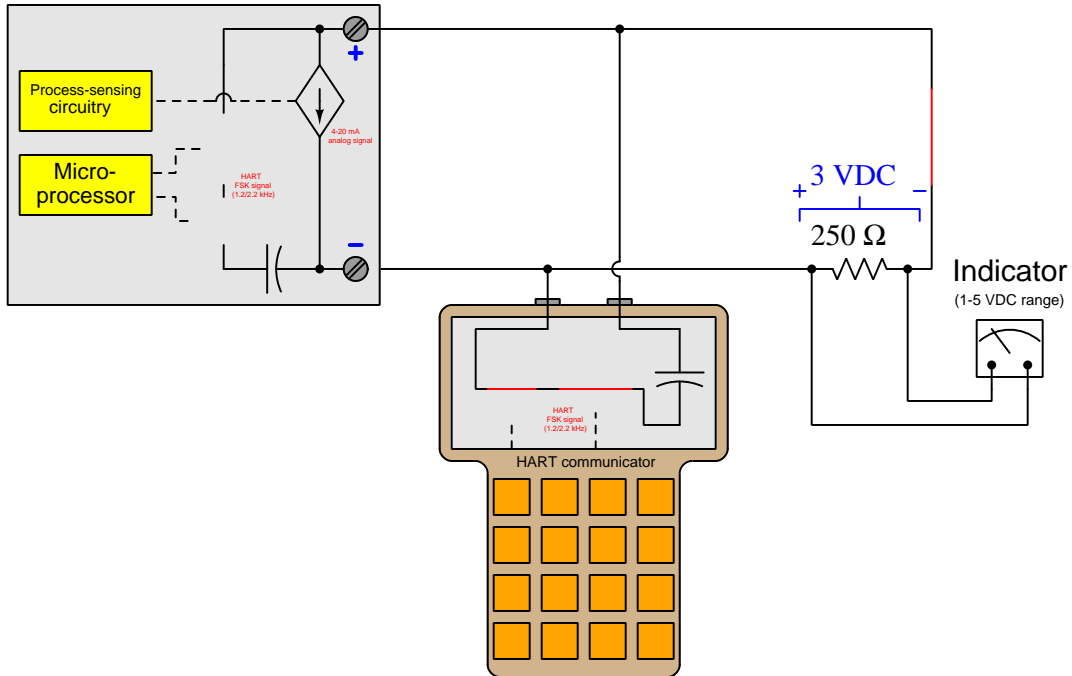 Process-sensing
circuitry
Micro-
processor
HART
FSK signal
(1.2/2.2 kHz)
4-20 mA
analog signal
+
−
+ 3 VDC −
250 Ω
Indicator
(1-5 VDC range)
HART
FSK signal
(1.2/2.2 kHz)
HART communicator